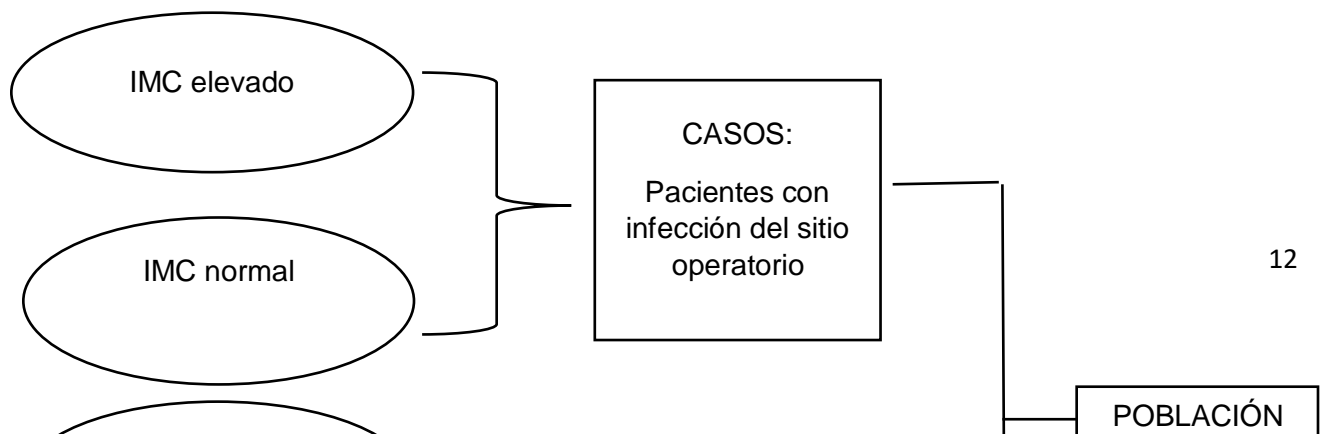 IMC elevado
CASOS:
Pacientes con
infección del sitio
operatorio
IMC normal
12
POBLACIÓN